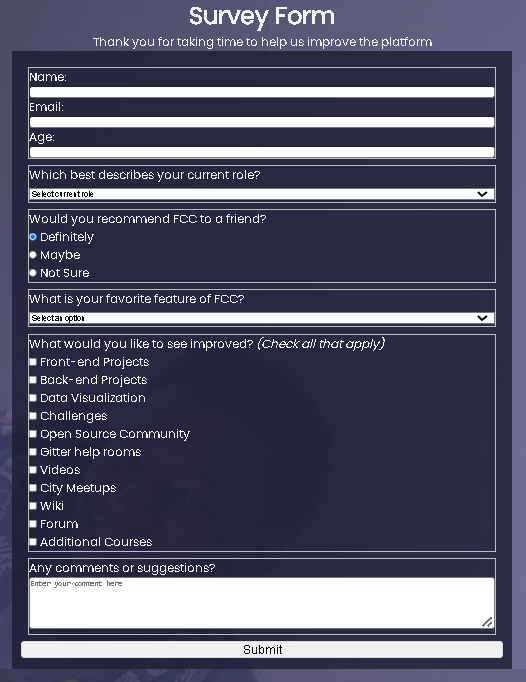 Survey Form
Thank you for taking time to help us improve the platform
Name:
Email:
Age:
Which best describes your current role?
Select current role
Would you recommend FCC to a friend?
Definitely
Maybe
Not Sure
What is your favorite feature of FCC?
Select an option
What would you like to see improved? (Check all that apply)
Front-end Projects
Back-end Projects
Data Visualization
Challenges
Open Source Community
Gitter help rooms
Videos
City Meetups
Wiki
Forum
Additional Courses
Any comments or suggestions?
Enter your comment here
Submit